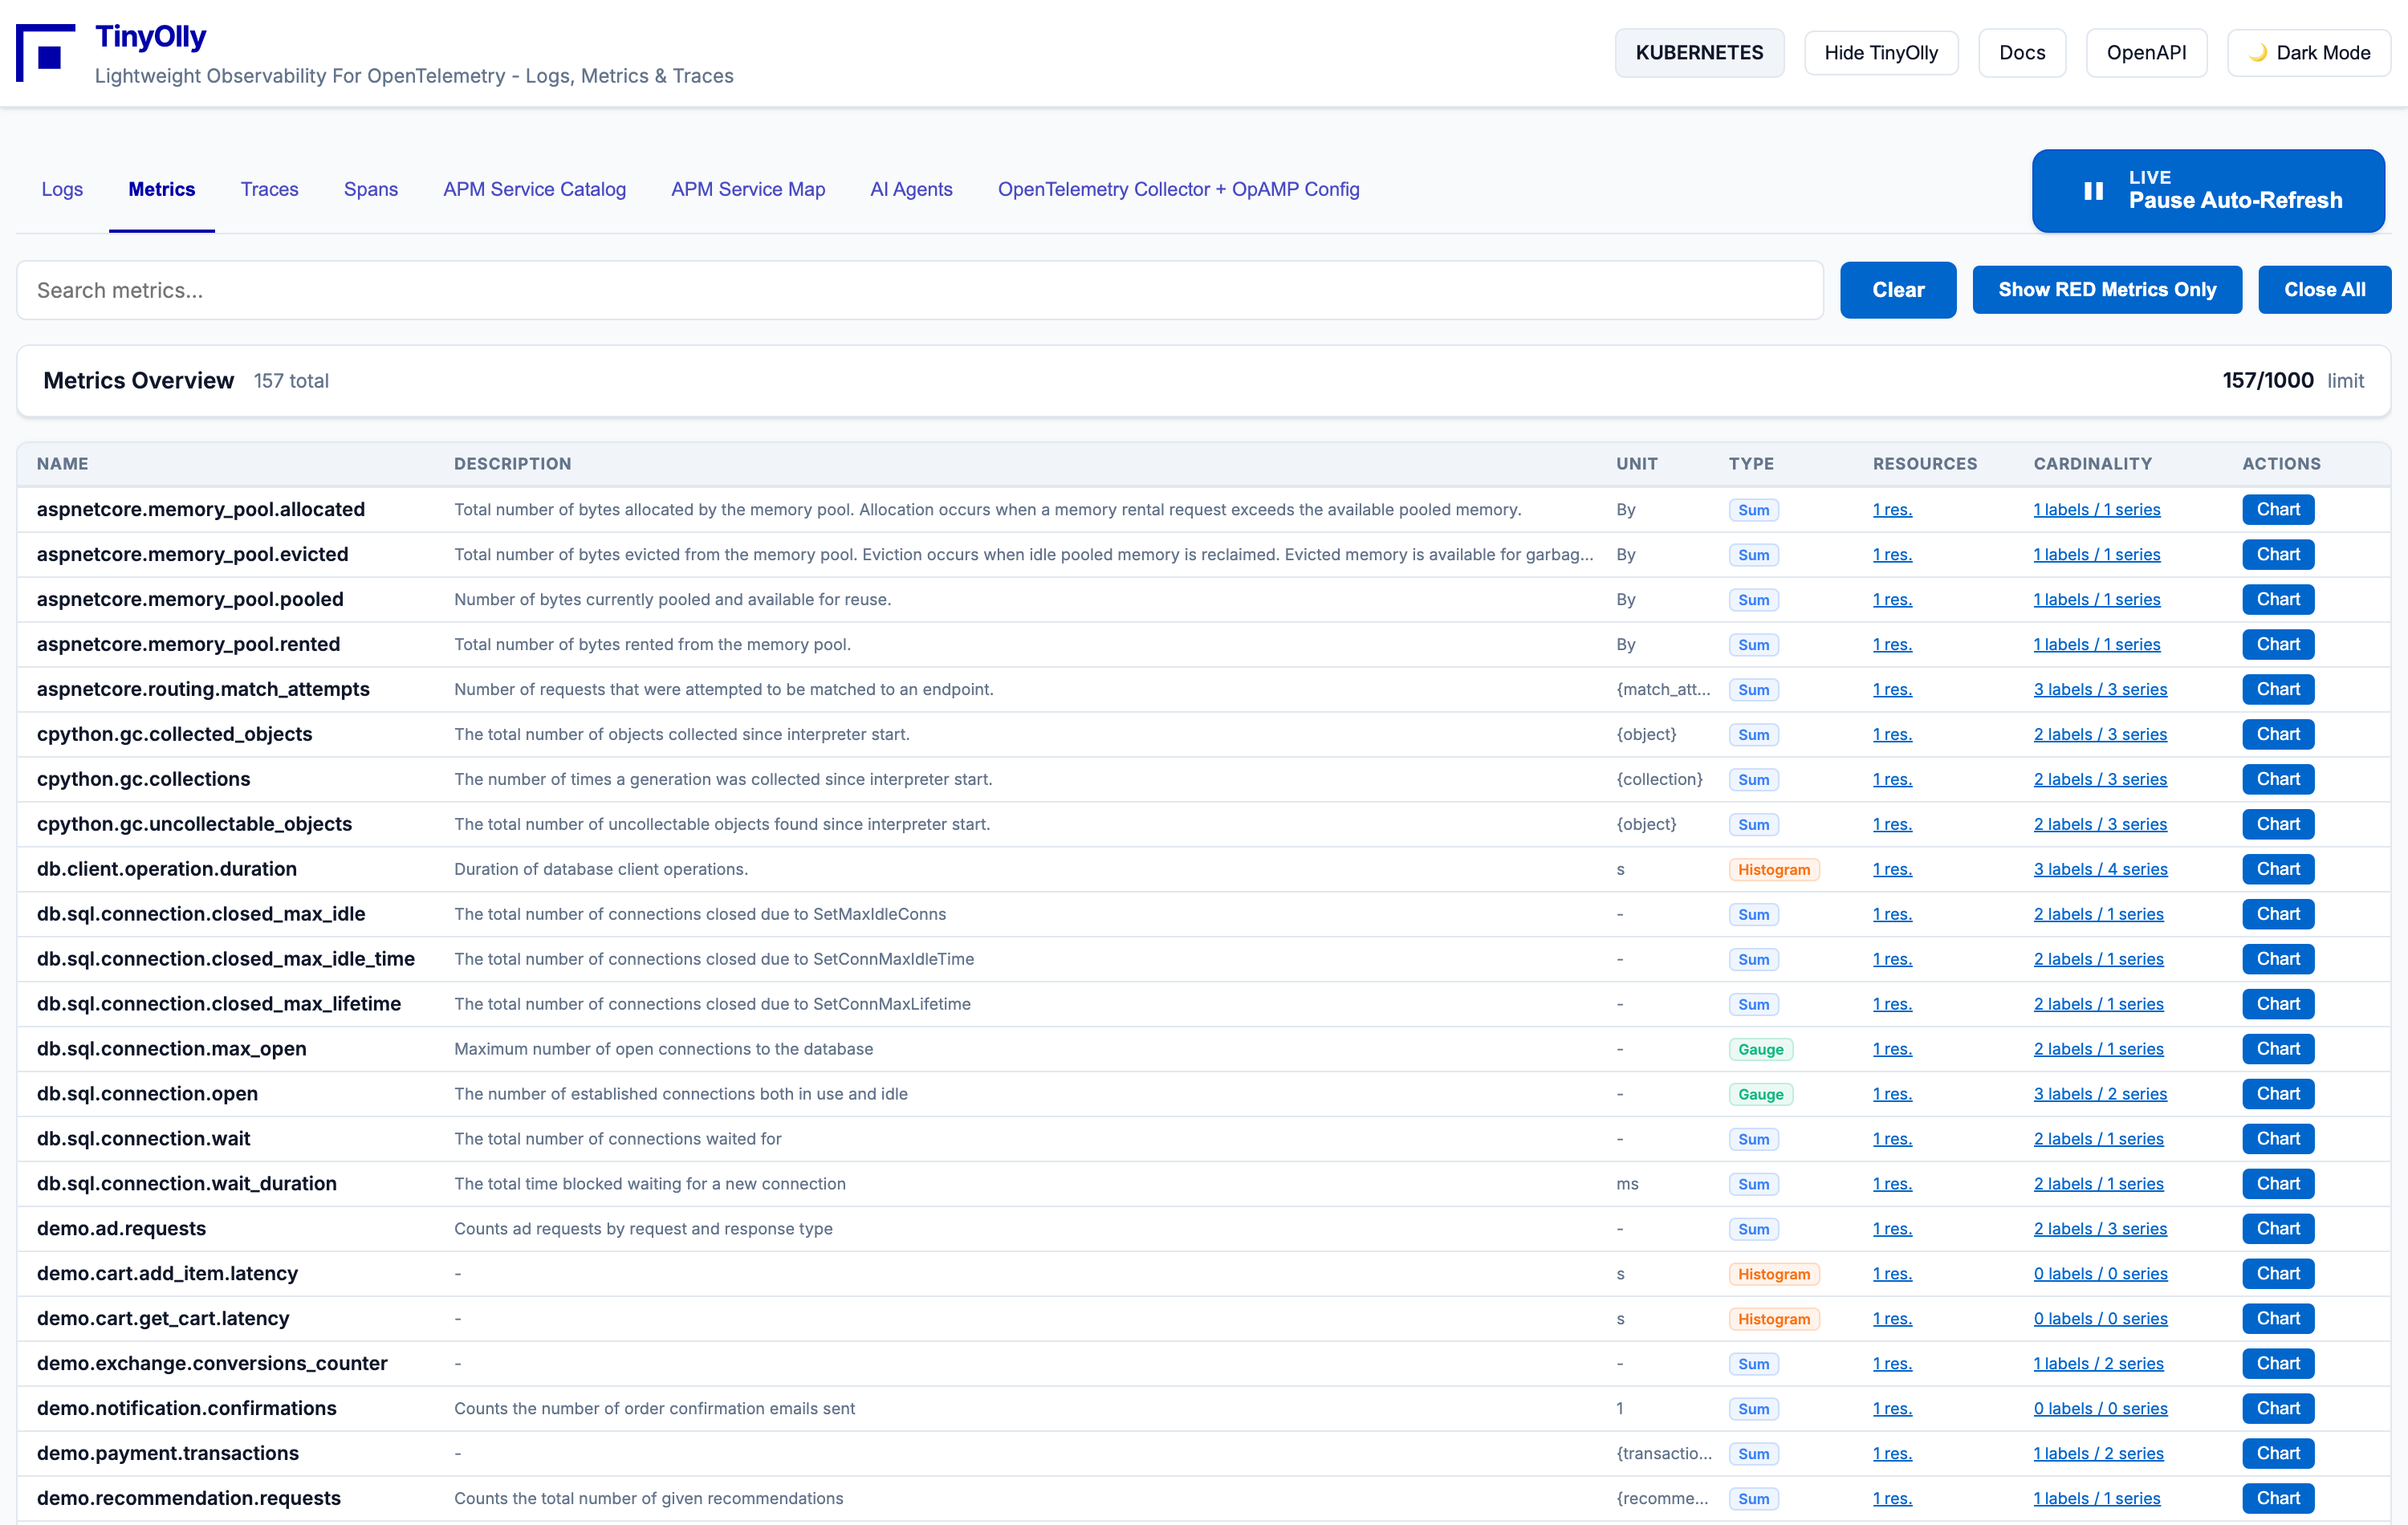 TinyOlly
Lightweight Observability For OpenTelemetry - Logs, Metrics & Traces
KUBERNETES
Hide TinyOlly
Docs
OpenAPI
🌙 Dark Mode
Logs
Metrics
Traces
Spans
APM Service Catalog
APM Service Map
AI Agents
OpenTelemetry Collector + OpAMP Config
LIVE
Pause Auto-Refresh
Search metrics...
Clear
Show RED Metrics Only
Close All
Metrics Overview 157 total
157/1000 limit
NAME DESCRIPTION UNIT TYPE RESOURCES CARDINALITY ACTIONS
aspnetcore.memory_pool.allocated Total number of bytes allocated by the memory pool. Allocation occurs when a memory rental request exceeds the available pooled memory. By Sum 1 res. 1 labels / 1 series Chart
aspnetcore.memory_pool.evicted Total number of bytes evicted from the memory pool. Eviction occurs when idle pooled memory is reclaimed. Evicted memory is available for garbag... By Sum 1 res. 1 labels / 1 series Chart
aspnetcore.memory_pool.pooled Number of bytes currently pooled and available for reuse. By Sum 1 res. 1 labels / 1 series Chart
aspnetcore.memory_pool.rented Total number of bytes rented from the memory pool. By Sum 1 res. 1 labels / 1 series Chart
aspnetcore.routing.match_attempts Number of requests that were attempted to be matched to an endpoint. {match_att... Sum 1 res. 3 labels / 3 series Chart
cpython.gc.collected_objects The total number of objects collected since interpreter start. {object} Sum 1 res. 2 labels / 3 series Chart
cpython.gc.collections The number of times a generation was collected since interpreter start. {collection} Sum 1 res. 2 labels / 3 series Chart
cpython.gc.uncollectable_objects The total number of uncollectable objects found since interpreter start. {object} Sum 1 res. 2 labels / 3 series Chart
db.client.operation.duration Duration of database client operations. s Histogram 1 res. 3 labels / 4 series Chart
db.sql.connection.closed_max_idle The total number of connections closed due to SetMaxIdleConns - Sum 1 res. 2 labels / 1 series Chart
db.sql.connection.closed_max_idle_time The total number of connections closed due to SetConnMaxIdleTime - Sum 1 res. 2 labels / 1 series Chart
db.sql.connection.closed_max_lifetime The total number of connections closed due to SetConnMaxLifetime - Sum 1 res. 2 labels / 1 series Chart
db.sql.connection.max_open Maximum number of open connections to the database - Gauge 1 res. 2 labels / 1 series Chart
db.sql.connection.open The number of established connections both in use and idle - Gauge 1 res. 3 labels / 2 series Chart
db.sql.connection.wait The total number of connections waited for - Sum 1 res. 2 labels / 1 series Chart
db.sql.connection.wait_duration The total time blocked waiting for a new connection ms Sum 1 res. 2 labels / 1 series Chart
demo.ad.requests Counts ad requests by request and response type - Sum 1 res. 2 labels / 3 series Chart
demo.cart.add_item.latency - s Histogram 1 res. 0 labels / 0 series Chart
demo.cart.get_cart.latency - s Histogram 1 res. 0 labels / 0 series Chart
demo.exchange.conversions_counter - - Sum 1 res. 1 labels / 2 series Chart
demo.notification.confirmations Counts the number of order confirmation emails sent 1 Sum 1 res. 0 labels / 0 series Chart
demo.payment.transactions - {transactio... Sum 1 res. 1 labels / 2 series Chart
demo.recommendation.requests Counts the total number of given recommendations {recomme... Sum 1 res. 1 labels / 1 series Chart